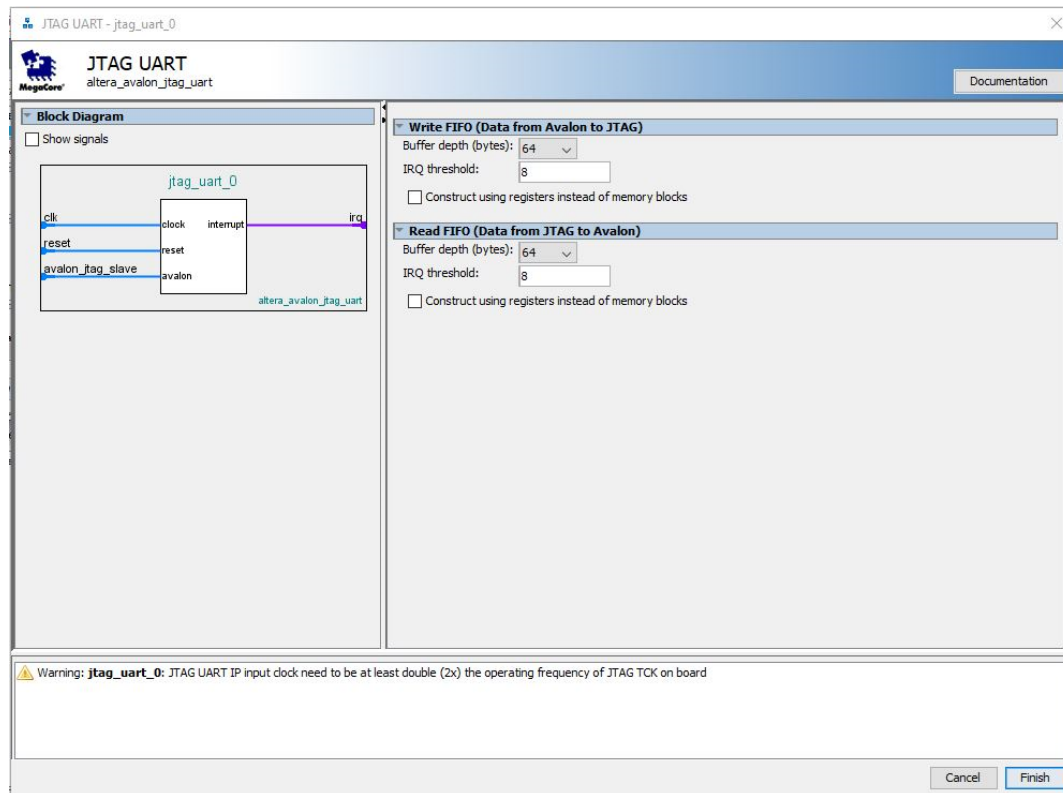 JTAG UART - jtag_uart_0
JTAG UART
altera_avalon_jtag_uart
MegaCore®
Documentation
Block Diagram
Show signals
jtag_uart_0
clk
clock
interrupt
irq
reset
reset
avalon_jtag_slave
avalon
altera_avalon_jtag_uart
Write FIFO (Data from Avalon to JTAG)
Buffer depth (bytes): 64
IRQ threshold: 8
Construct using registers instead of memory blocks
Read FIFO (Data from JTAG to Avalon)
Buffer depth (bytes): 64
IRQ threshold: 8
Construct using registers instead of memory blocks
Warning: jtag_uart_0: JTAG UART IP input clock need to be at least double (2x) the operating frequency of JTAG TCK on board
Cancel
Finish